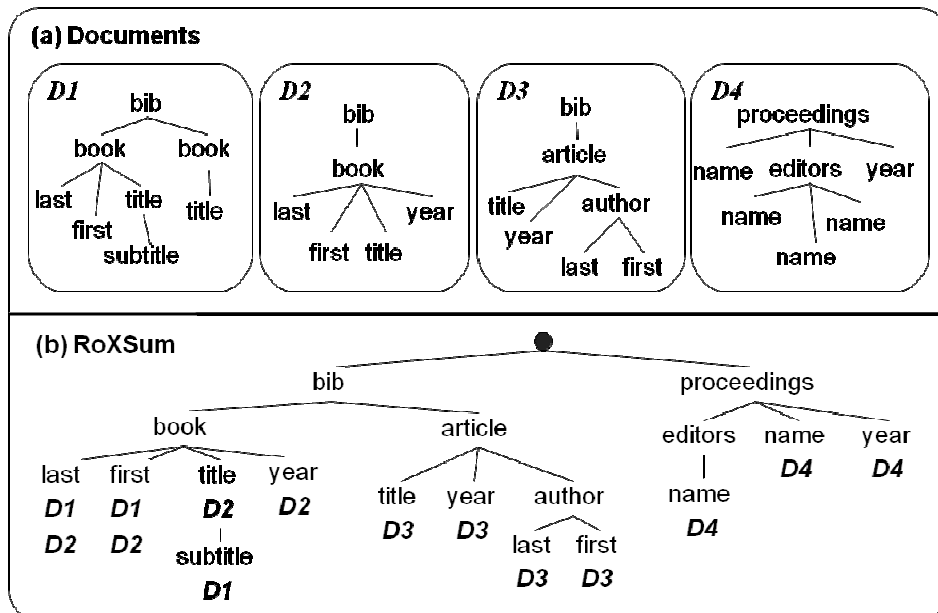 (a) Documents
D1
bib
book book
last title title
first
subtitle
D2
bib
book
last year
first title
D3
bib
article
title author
year
last first
D4
proceedings
name editors year
name name
name
(b) RoXSum
bib proceedings
book article editors name year
D4 D4
last first title year title year author name
D1 D1 D2 D2 D3 D3 D4
D2 D2
subtitle last first
D1 D3 D3